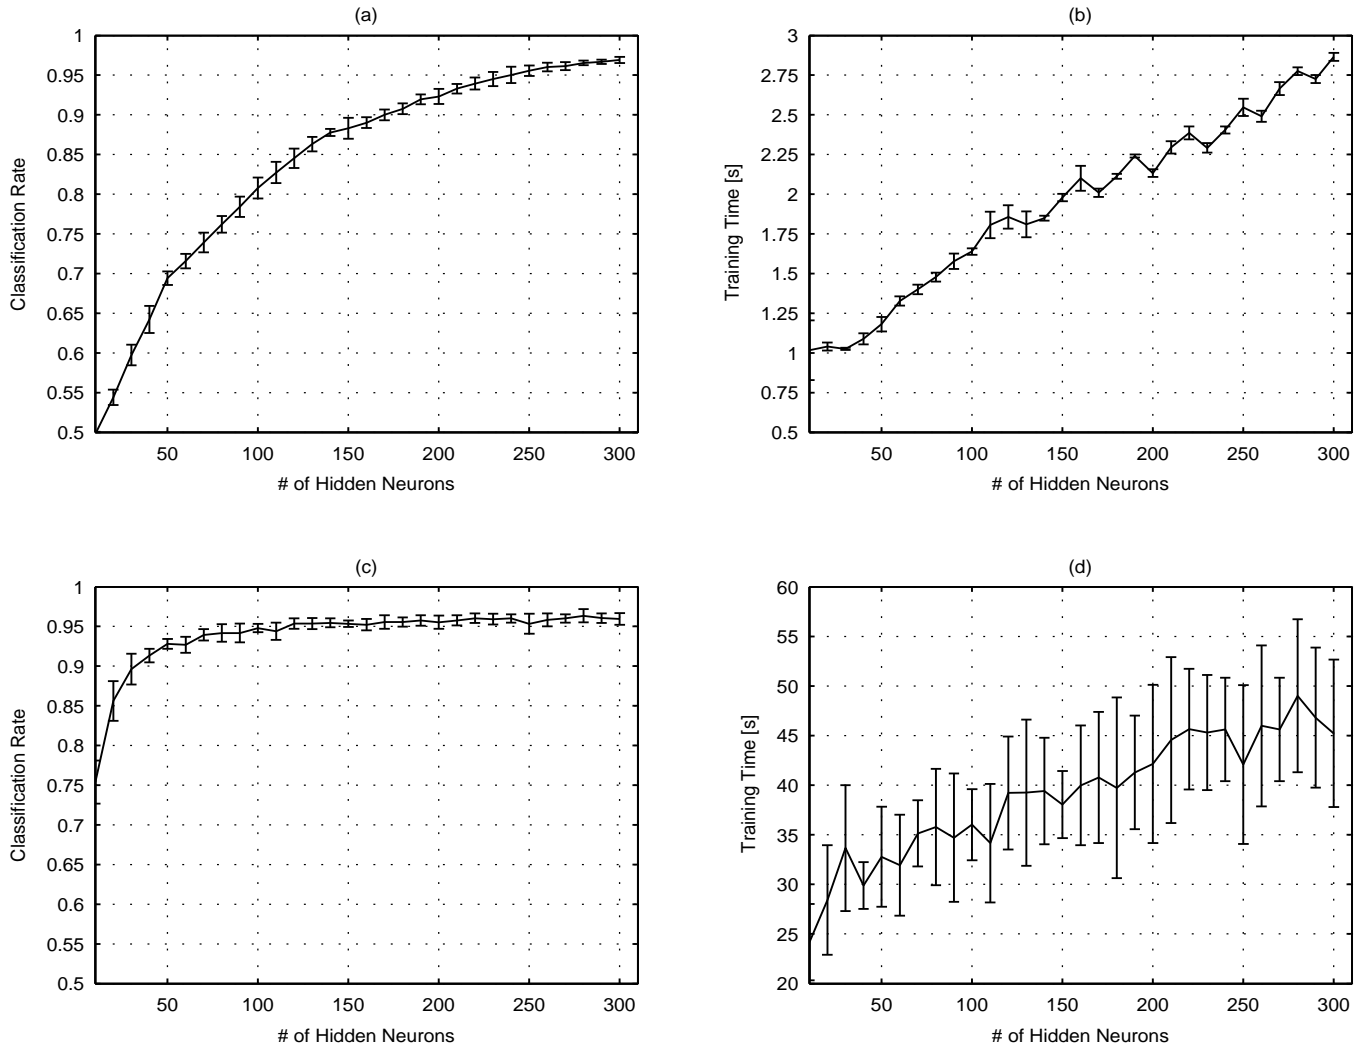 (a)
1
0.95
0.9
0.85
0.8
0.75
0.7
0.65
0.6
0.55
0.5
Classification Rate
50 100 150 200 250 300
# of Hidden Neurons
(b)
3
2.75
2.5
2.25
2
1.75
1.5
1.25
1
0.75
0.5
Training Time [s]
50 100 150 200 250 300
# of Hidden Neurons
(c)
1
0.95
0.9
0.85
0.8
0.75
0.7
0.65
0.6
0.55
0.5
Classification Rate
50 100 150 200 250 300
# of Hidden Neurons
(d)
60
55
50
45
40
35
30
25
20
Training Time [s]
50 100 150 200 250 300
# of Hidden Neurons